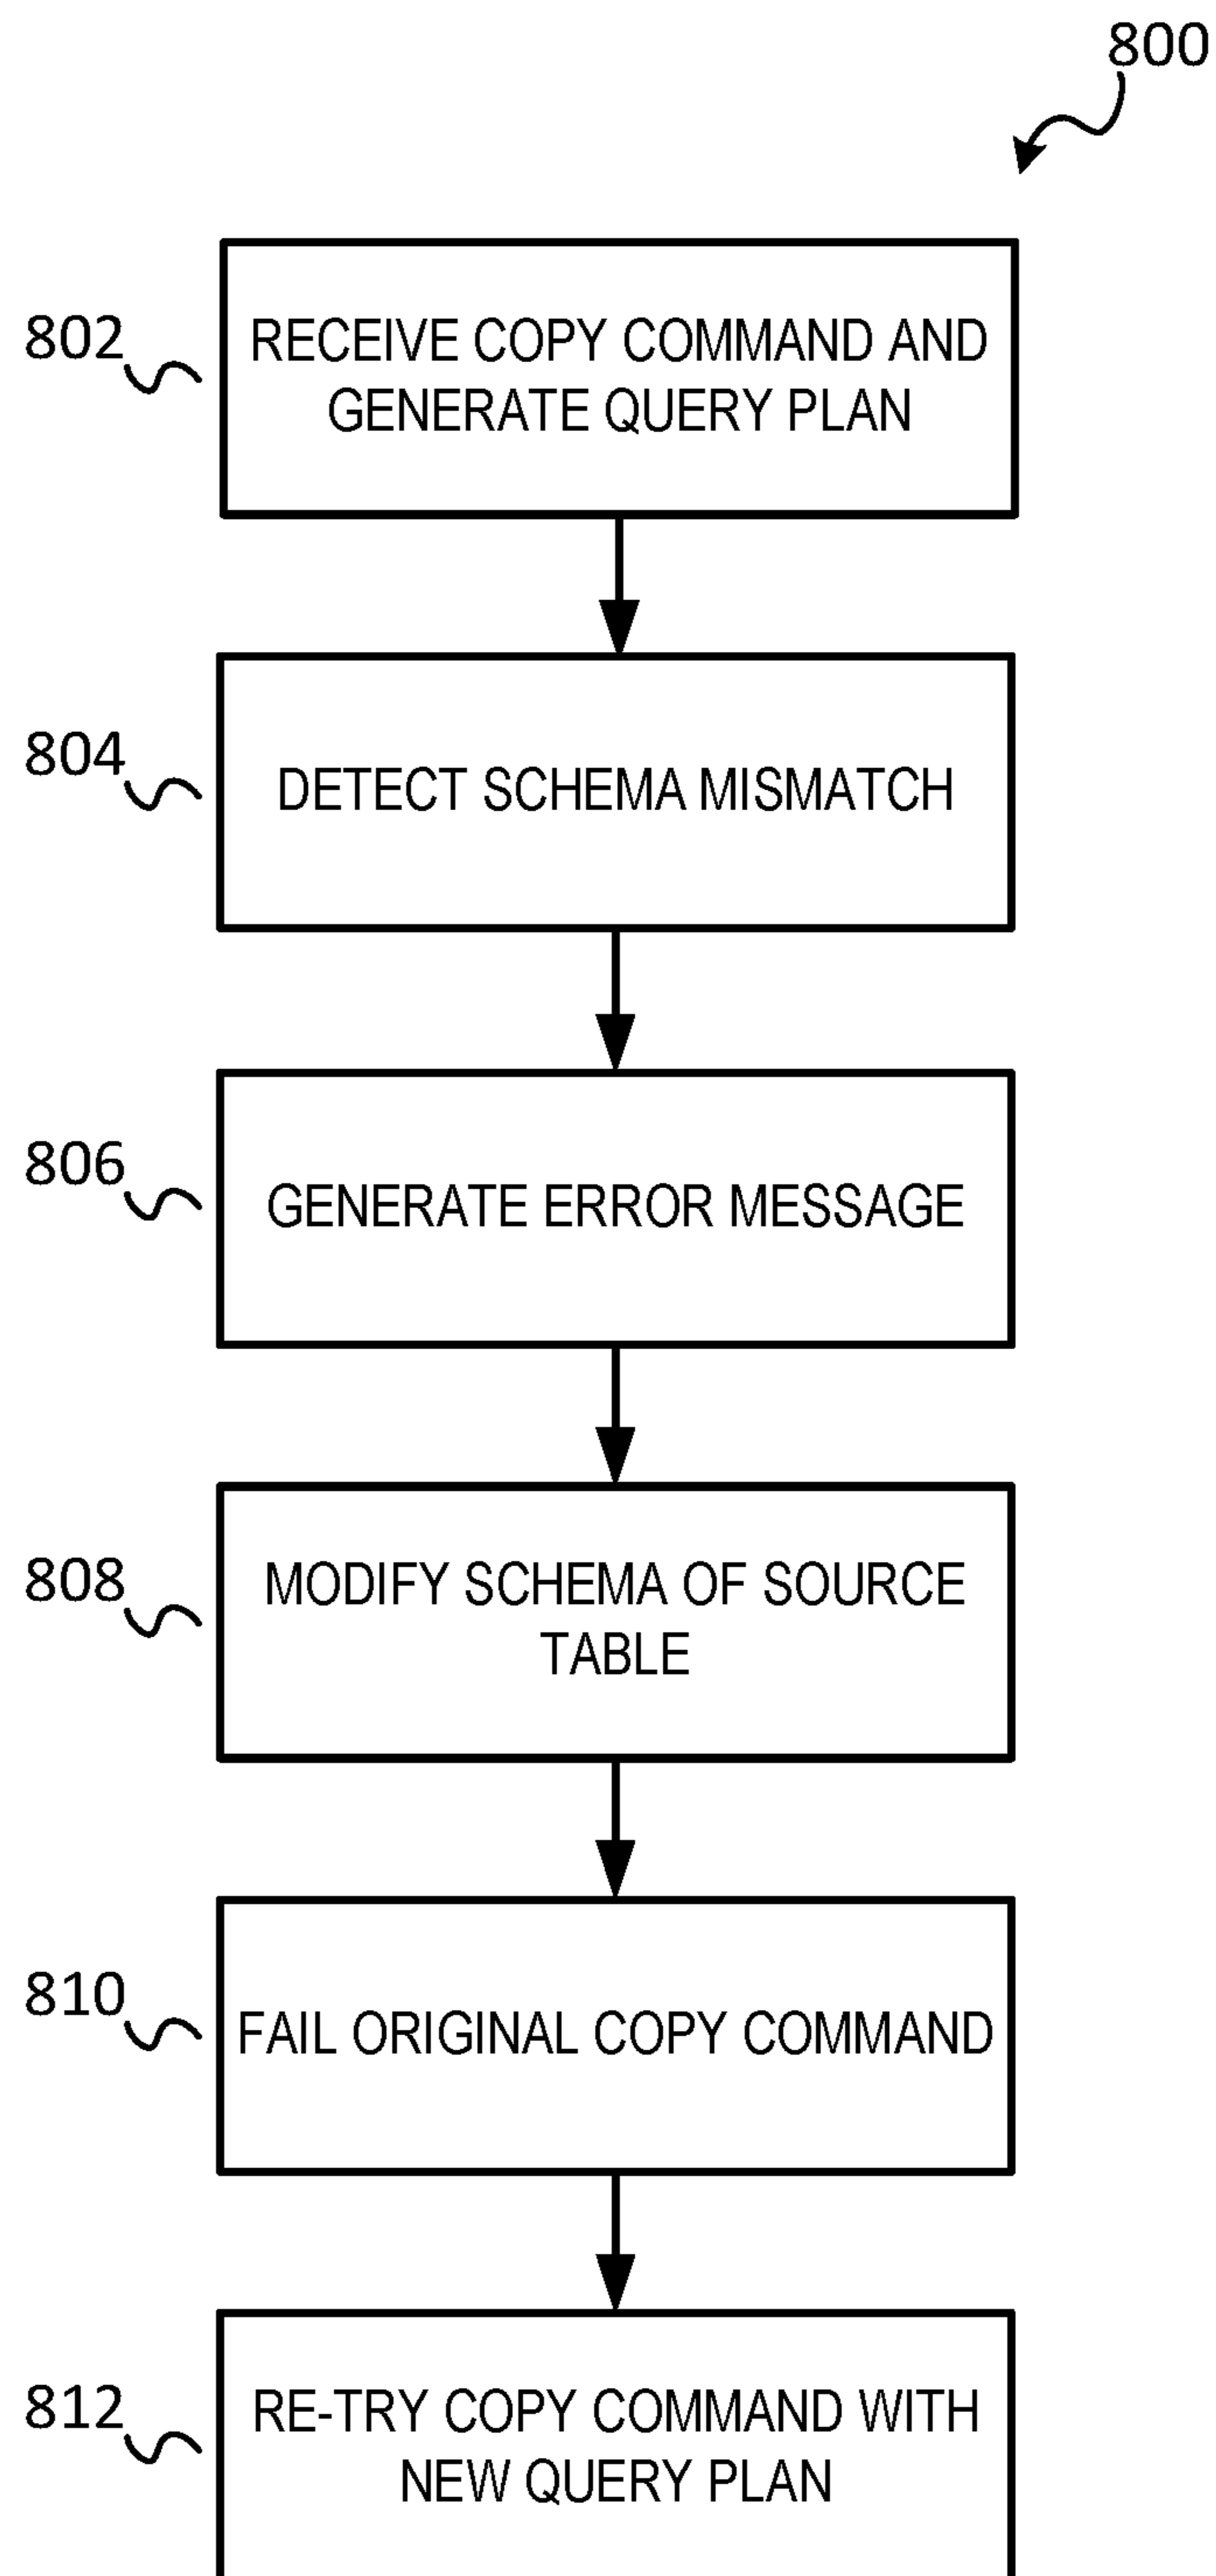 800
802
RECEIVE COPY COMMAND AND
GENERATE QUERY PLAN
804
DETECT SCHEMA MISMATCH
806
GENERATE ERROR MESSAGE
808
MODIFY SCHEMA OF SOURCE
TABLE
810
FAIL ORIGINAL COPY COMMAND
812
RE-TRY COPY COMMAND WITH
NEW QUERY PLAN